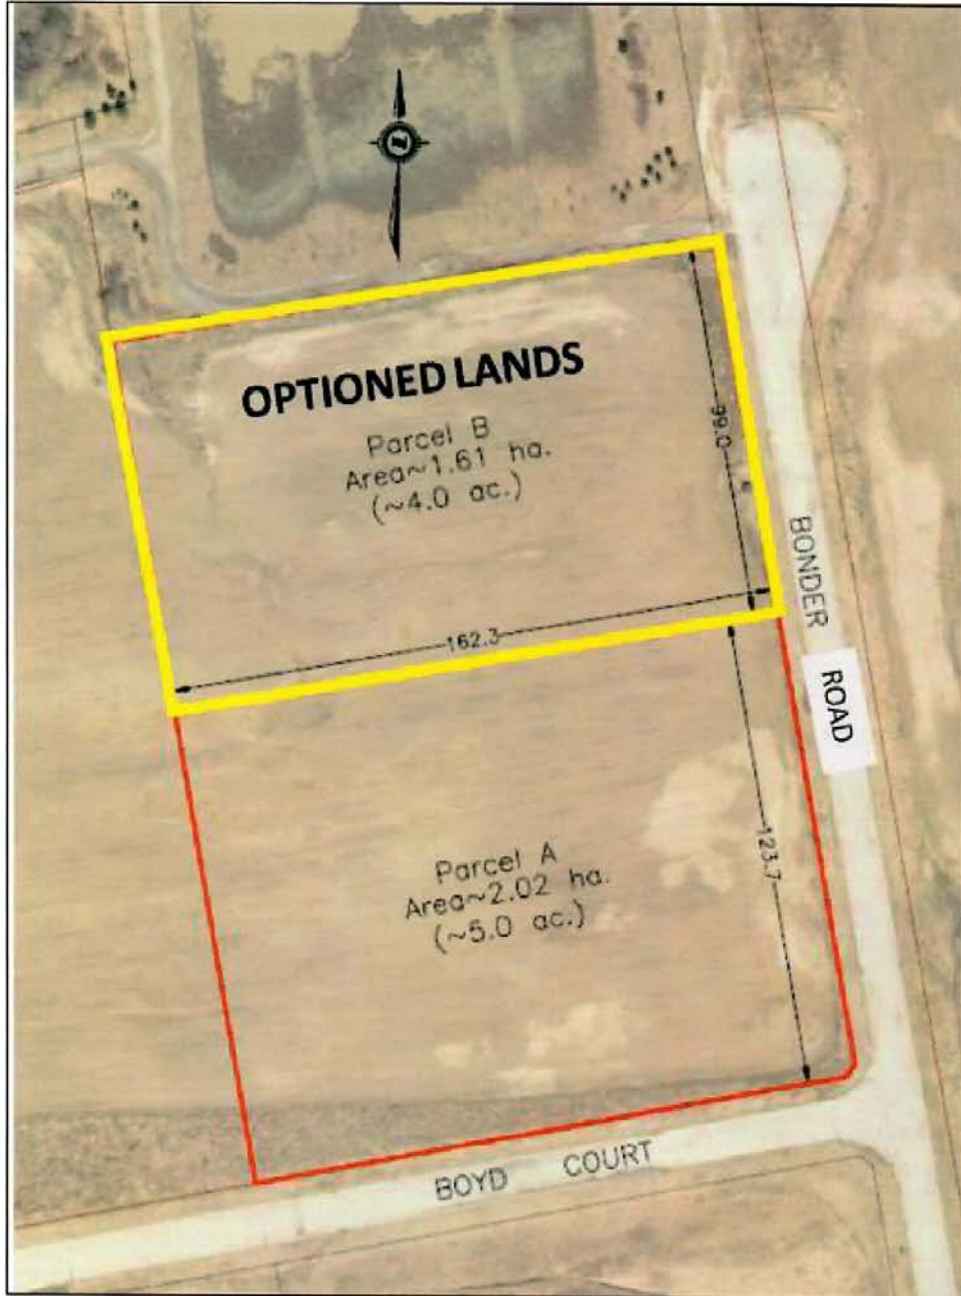 OPTIONED LANDS
Parcel B
Area~1.61 ha.
(~4.0 ac.)
99.0
BONDER
162.3
ROAD
123.7
Parcel A
Area~2.02 ha.
(~5.0 ac.)
BOYD COURT